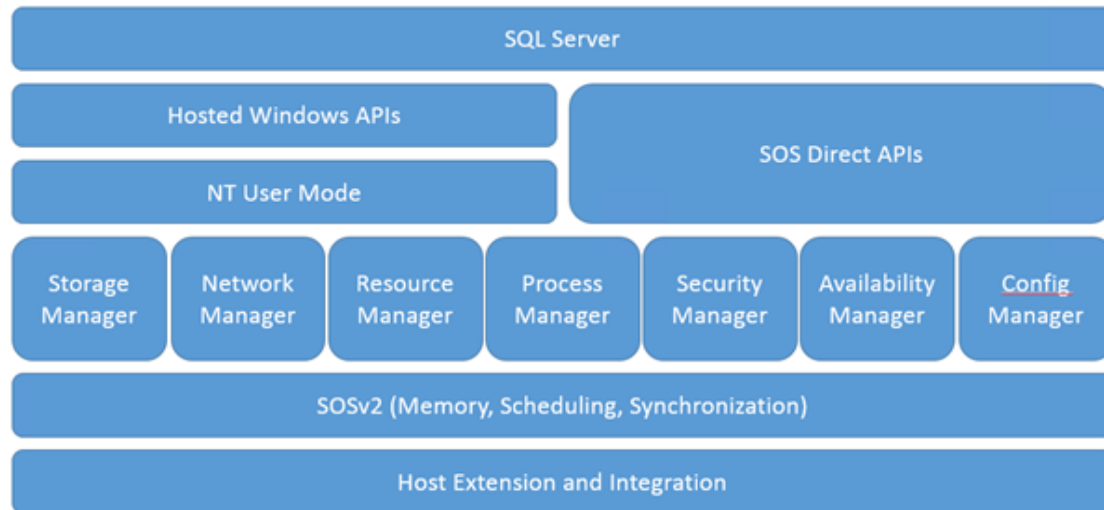 SQL Server
Hosted Windows APIs
SOS Direct APIs
NT User Mode
Storage
Manager
Network
Manager
Resource
Manager
Process
Manager
Security
Manager
Availability
Manager
Config
Manager
SOSv2 (Memory, Scheduling, Synchronization)
Host Extension and Integration